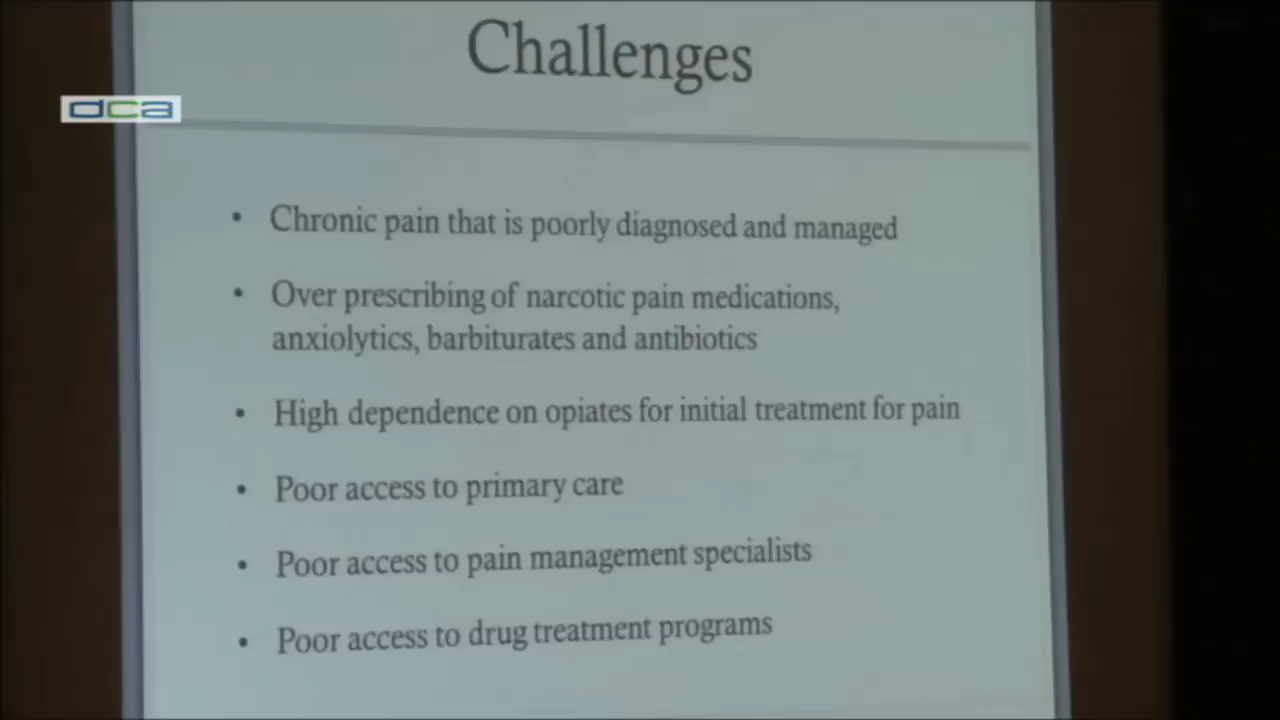 Challenges
dca
• Chronic pain that is poorly diagnosed and managed
• Over prescribing of narcotic pain medications,
anxiolytics, barbiturates and antibiotics
• High dependence on opiates for initial treatment for pain
• Poor access to primary care
• Poor access to pain management specialists
• Poor access to drug treatment programs